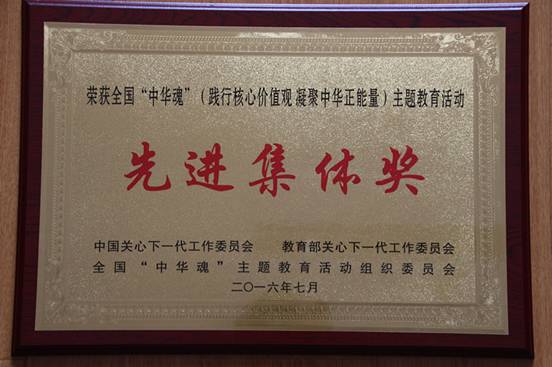 荣获全国“中华魂”（践行核心价值观 凝聚中华正能量）主题教育活动
先进集体奖
中国关心下一代工作委员会 教育部关心下一代工作委员会
全国“中华魂”主题教育活动组织委员会
二〇一六年七月